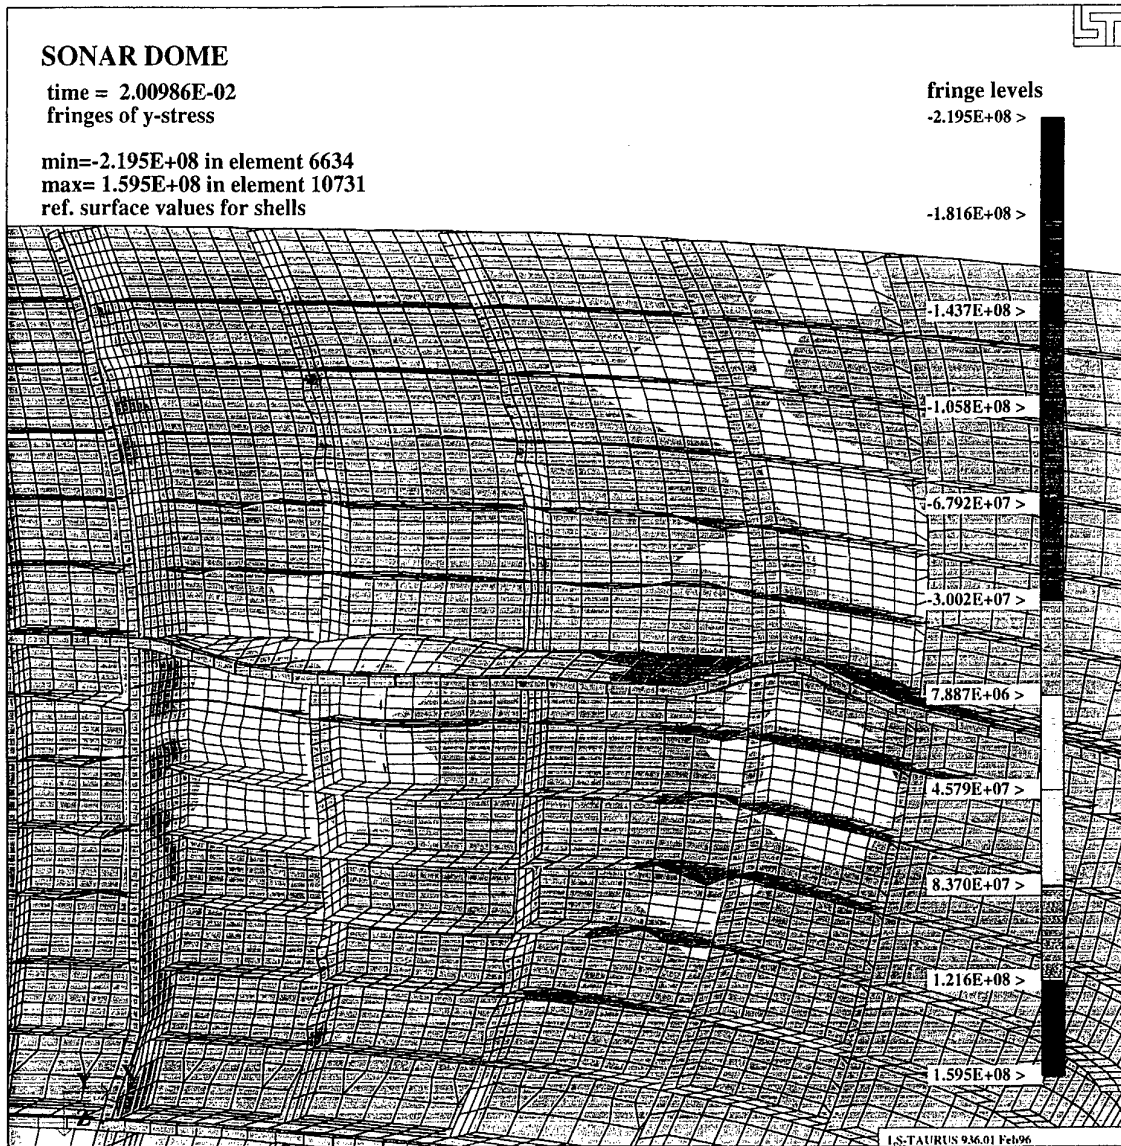 SONAR DOME
time = 2.00986E-02
fringes of y-stress
min=-2.195E+08 in element 6634
max= 1.595E+08 in element 10731
ref. surface values for shells
fringe levels
-2.195E+08 >
-1.816E+08 >
-1.437E+08 >
-1.058E+08 >
-6.792E+07 >
-3.002E+07 >
7.887E+06 >
4.579E+07 >
8.370E+07 >
1.216E+08 >
1.595E+08 >
LS-TAURUS 936.01 Feb96